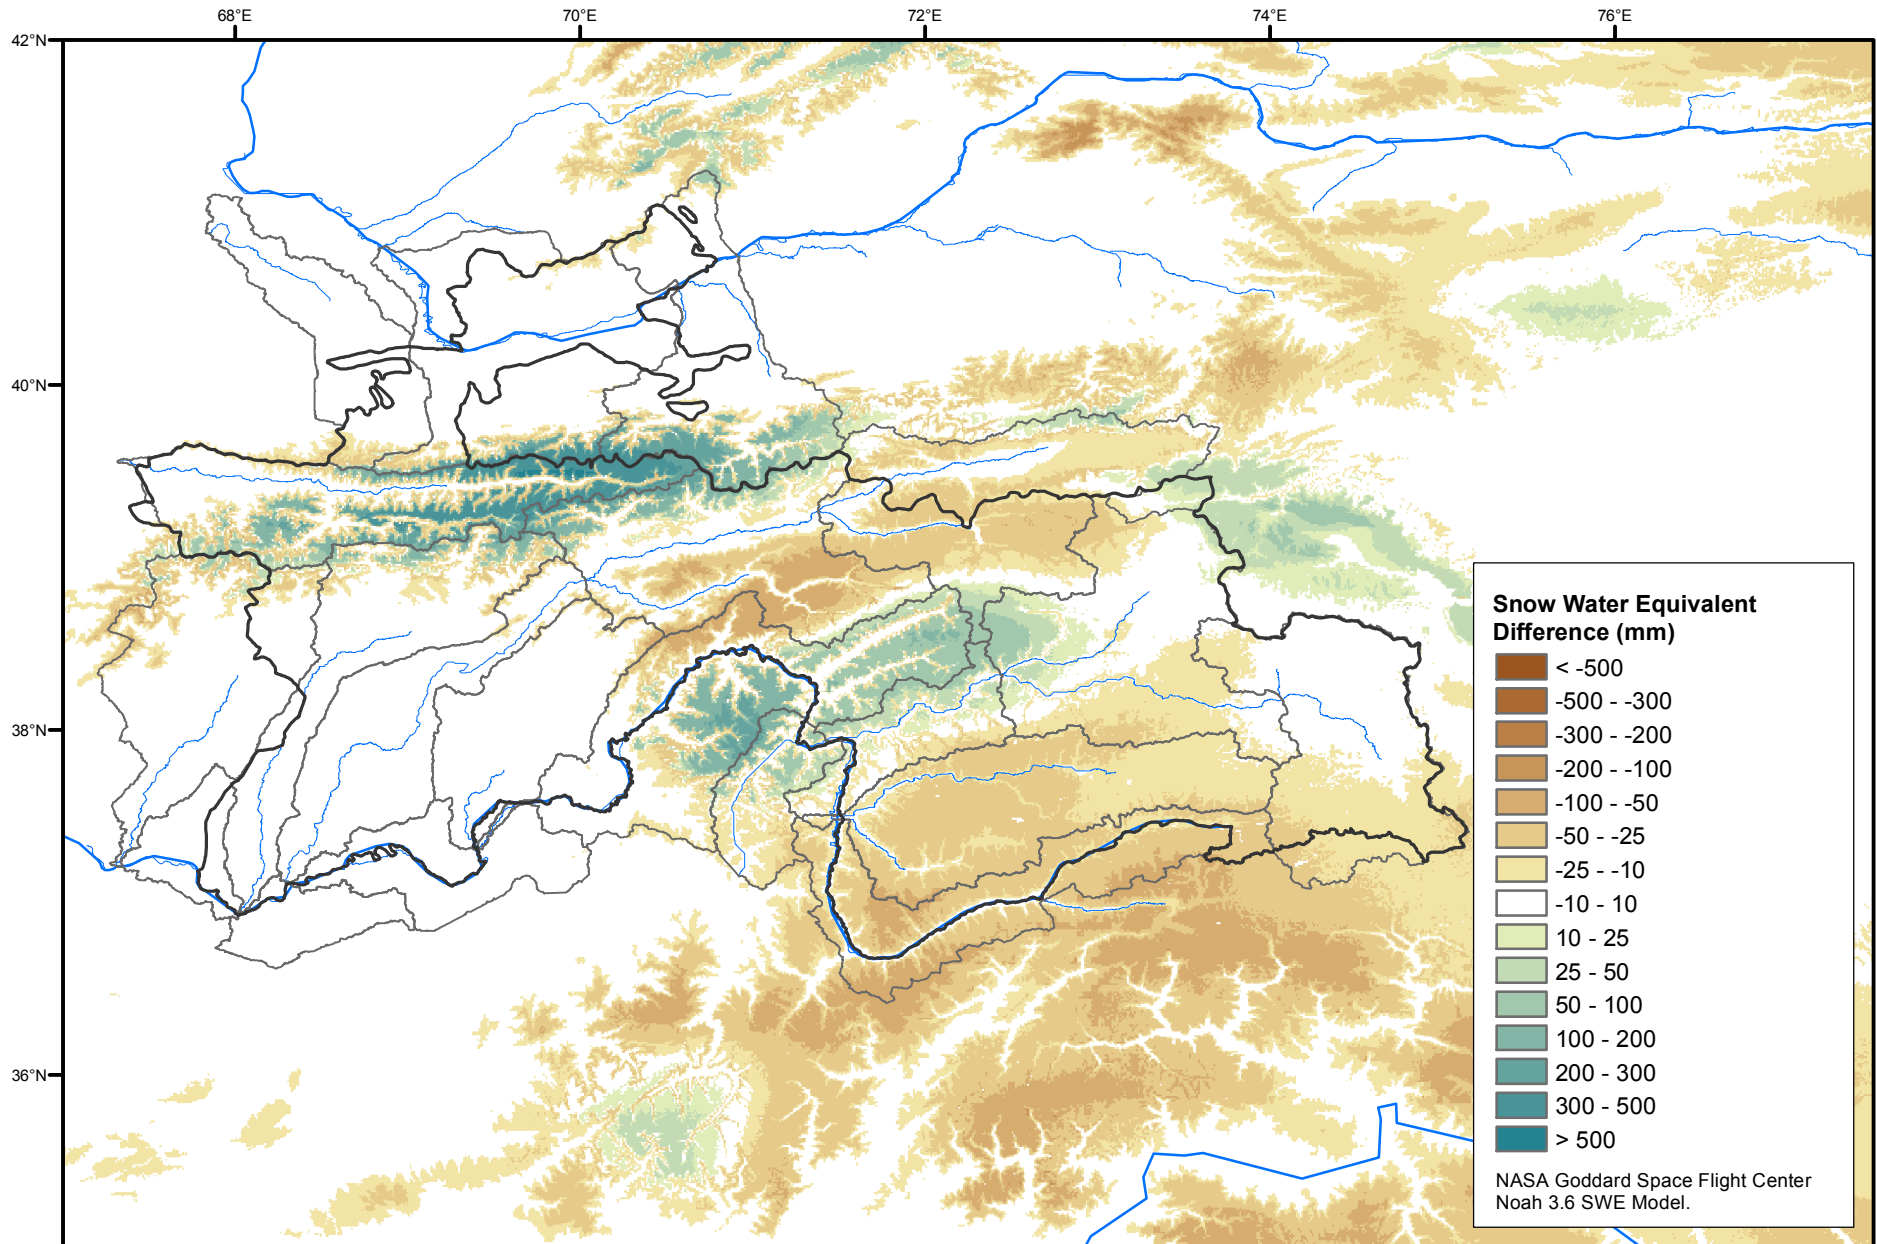 68°E 70°E 72°E 74°E 76°E
42°N
40°N
38°N
36°N
Snow Water Equivalent
Difference (mm)
< -500
-500 - -300
-300 - -200
-200 - -100
-100 - -50
-50 - -25
-25 - -10
-10 - 10
10 - 25
25 - 50
50 - 100
100 - 200
200 - 300
300 - 500
> 500
NASA Goddard Space Flight Center
Noah 3.6 SWE Model.